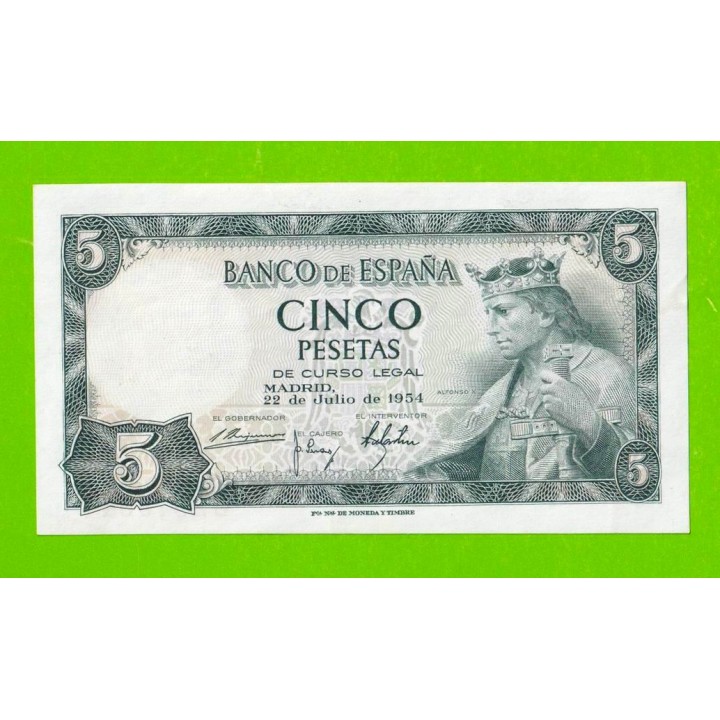 5
5
BANCO DE ESPAÑA
CINCO
PESETAS
DE CURSO LEGAL
MADRID,
22 de Julio de 1954
ALFONSO X
EL GOBERNADOR
EL INTERVENTOR
EL CAJERO
5
5
Fca Nal DE MONEDA Y TIMBRE